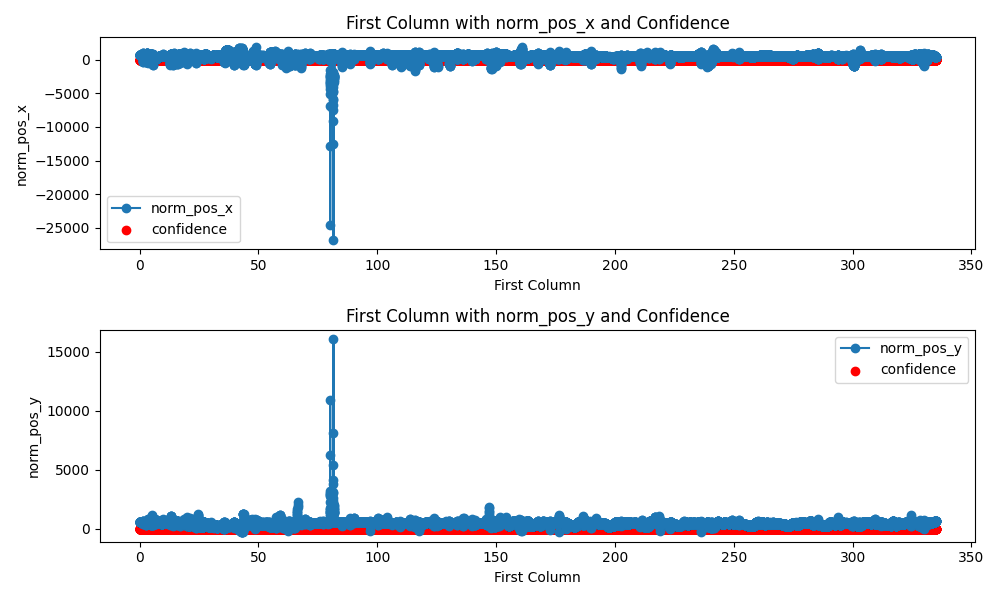 First Column with norm_pos_x and Confidence
norm_pos_x
0
−5000
−10000
−15000
−20000
−25000
norm_pos_x
confidence
0 50 100 150 200 250 300 350
First Column
First Column with norm_pos_y and Confidence
norm_pos_y
15000
10000
5000
0
norm_pos_y
confidence
0 50 100 150 200 250 300 350
First Column